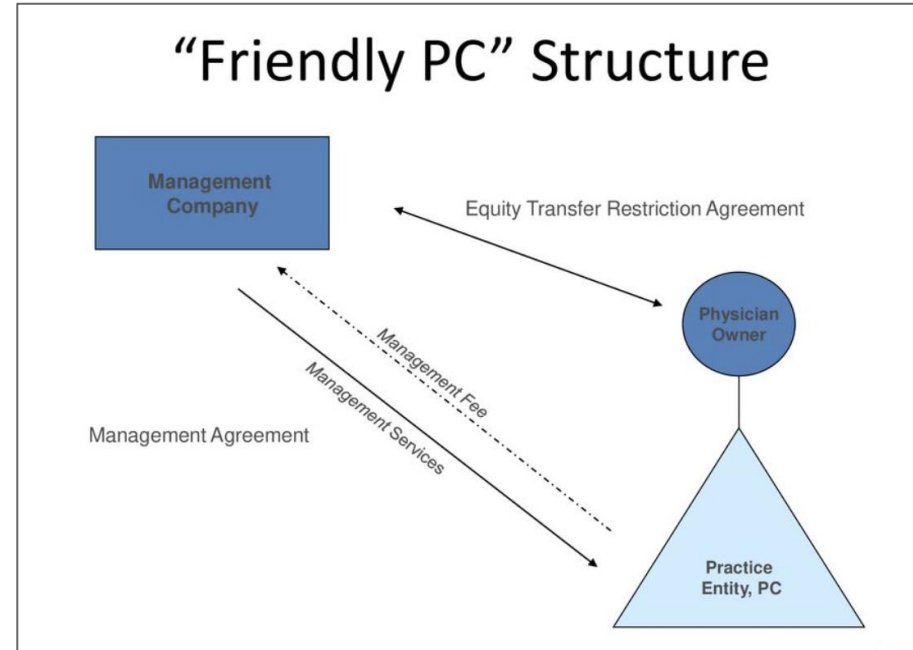 “Friendly PC” Structure
Management
Company
Equity Transfer Restriction Agreement
Physician
Owner
Management Fee
Management Services
Management Agreement
Practice
Entity, PC